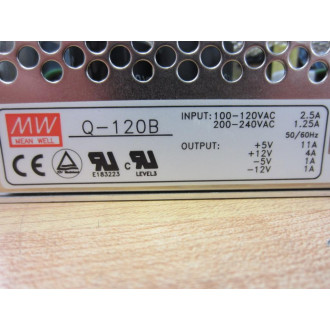 MW
MEAN WELL
Q-120B
INPUT: 100-120VAC 2.5A
200-240VAC 1.25A
50/60Hz
OUTPUT: +5V 11A
+12V 4A
-5V 1A
-12V 1A
CE
E183223
c
LEVEL3